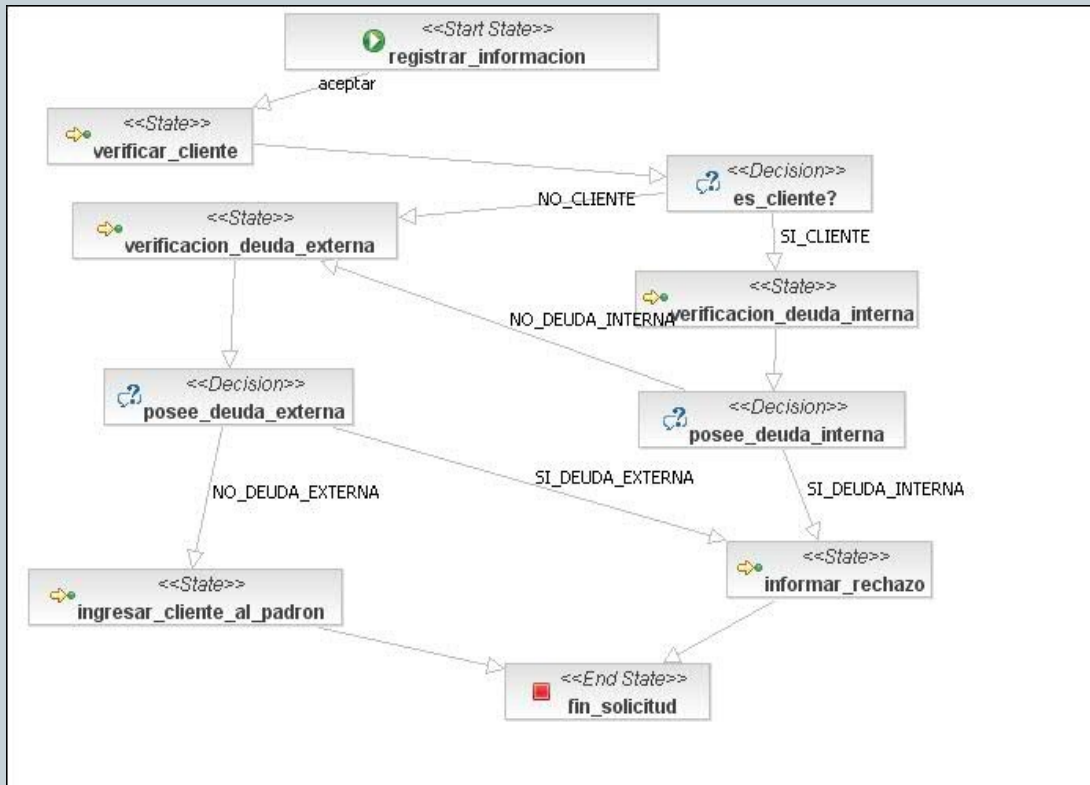 <<Start State>>
registrar_informacion
aceptar
<<State>>
verificar_cliente
<<Decision>>
es_cliente?
NO_CLIENTE
<<State>>
verificacion_deuda_externa
SI_CLIENTE
<<State>>
verificacion_deuda_interna
NO_DEUDA_INTERNA
<<Decision>>
posee_deuda_externa
<<Decision>>
posee_deuda_interna
NO_DEUDA_EXTERNA
SI_DEUDA_EXTERNA
SI_DEUDA_INTERNA
<<State>>
informar_rechazo
<<State>>
ingresar_cliente_al_padron
<<End State>>
fin_solicitud